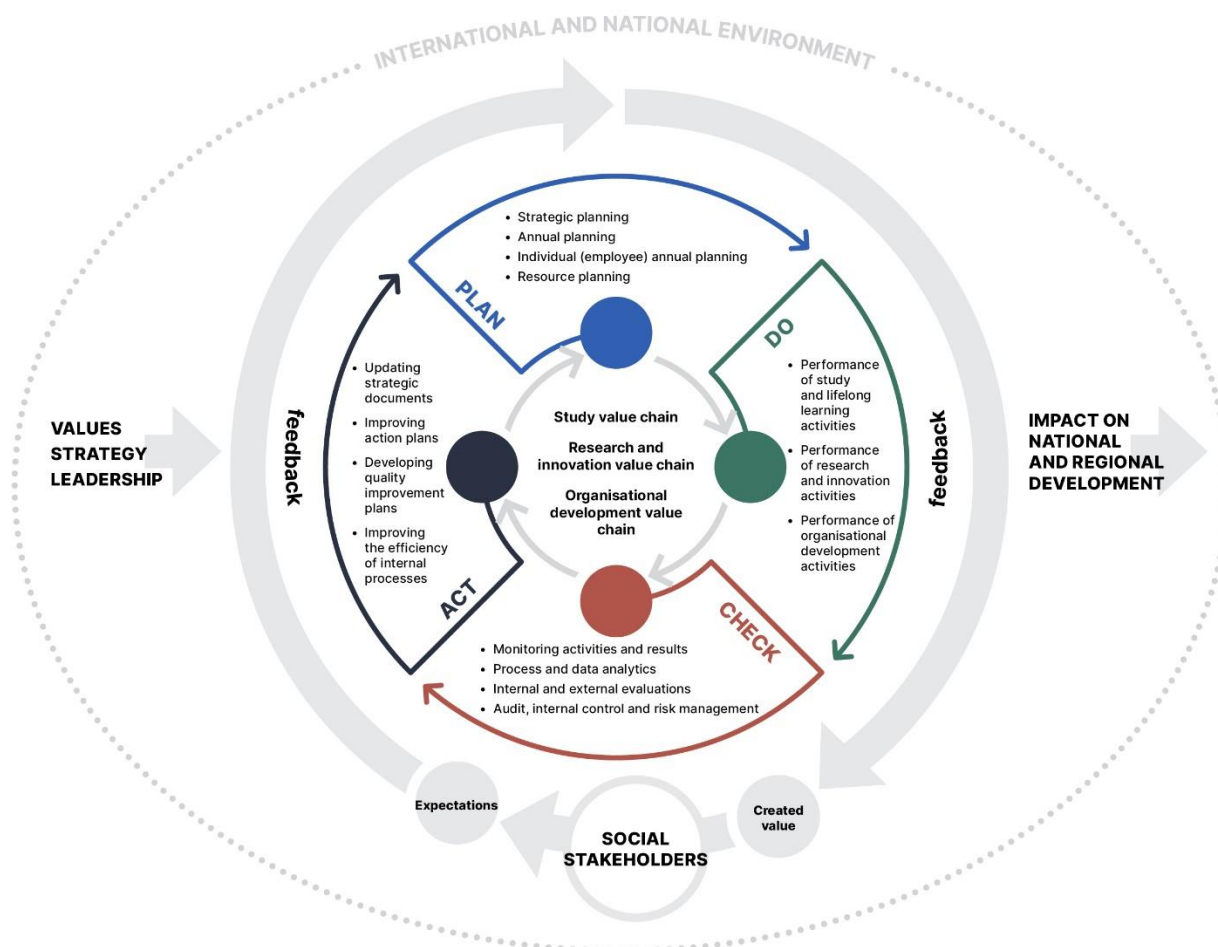 INTERNATIONAL AND NATIONAL ENVIRONMENT
• Strategic planning
• Annual planning
• Individual (employee) annual planning
• Resource planning
PLAN
DO
• Updating
strategic
documents
• Improving
action plans
• Developing
quality
improvement
plans
• Improving
the efficiency
of internal
processes
ACT
Study value chain
Research and
innovation value chain
Organisational
development value
chain
• Performance
of study
and lifelong
learning
activities
• Performance
of research
and innovation
activities
• Performance of
organisational
development
activities
feedback
feedback
VALUES
STRATEGY
LEADERSHIP
IMPACT ON
NATIONAL
AND REGIONAL
DEVELOPMENT
CHECK
• Monitoring activities and results
• Process and data analytics
• Internal and external evaluations
• Audit, internal control and risk management
Expectations
SOCIAL
STAKEHOLDERS
Created
value